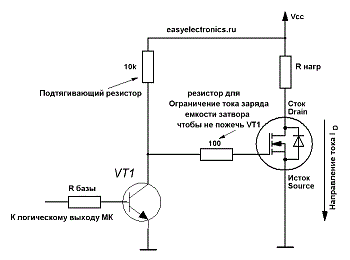 easyelectronics.ru
Vcc
10k
R нагр
Подтягивающий резистор
резистор для
Ограничение тока заряда
емкости затвора
чтобы не пожечь VT1
Сток
Drain
100
VT1
Исток
Source
Направление тока I D
R базы
К логическому выходу МК